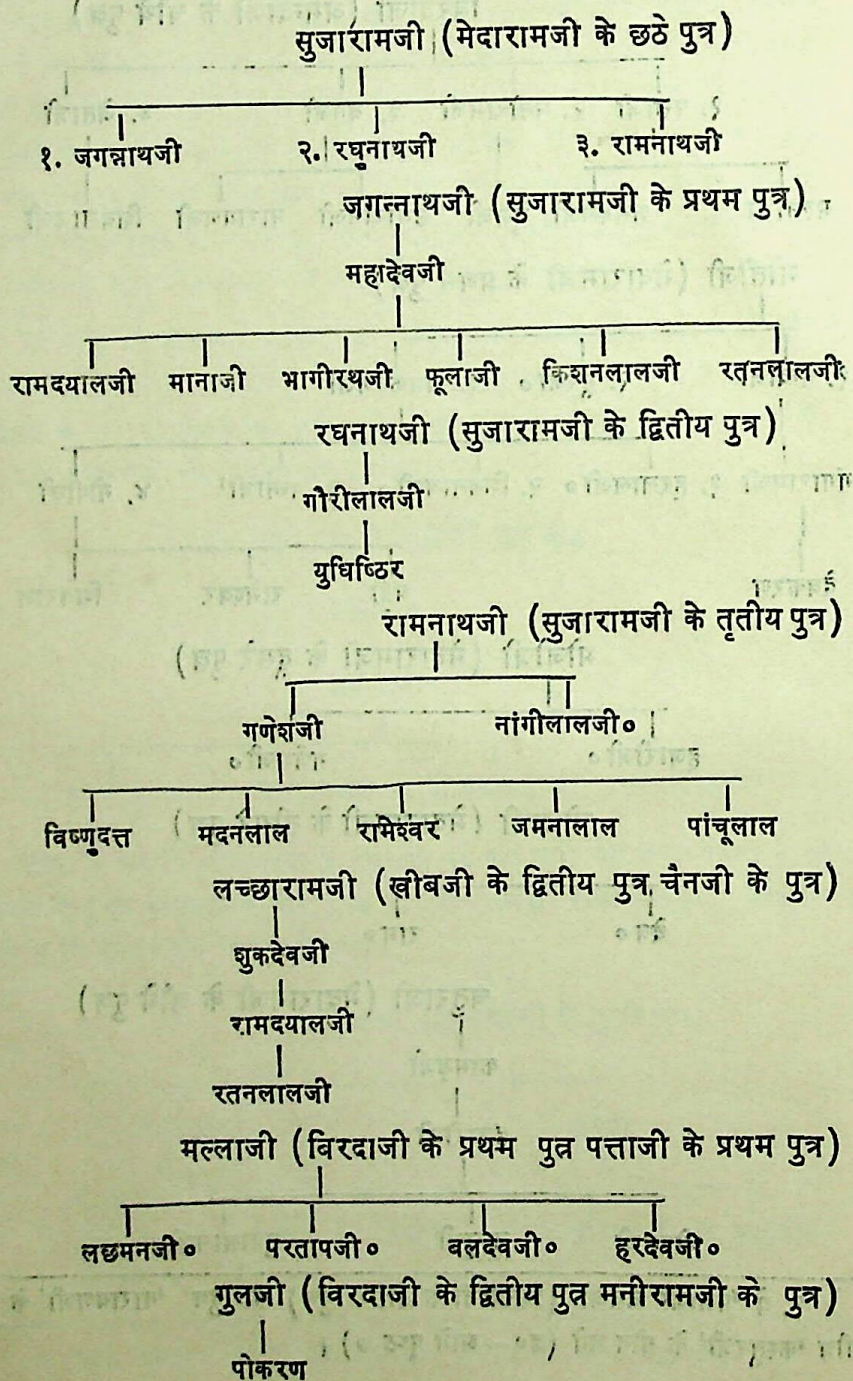 सुजारामजी (मेदारामजी के छठे पुत्र)
१. जगन्नाथजी २. रघुनाथजी ३. रामनाथजी
जगन्नाथजी (सुजारामजी के प्रथम पुत्र)
महादेवजी
रामदयालजी मानाजी भागीरथजी फूलाजी किशनलालजी रतनलालजी
रघनाथजी (सुजारामजी के द्वितीय पुत्र)
गौरीलालजी
युधिष्ठिर
रामनाथजी (सुजारामजी के तृतीय पुत्र)
गणेशजी नांगीलालजी०
विष्णुदत्त मदनलाल रामेश्वर जमनालाल पांचूलाल
लच्छारामजी (खीबजी के द्वितीय पुत्र चैनजी के पुत्र)
शुकदेवजी
रामदयालजी
रतनलालजी
मल्लाजी (विरदाजी के प्रथम पुत्र पत्ताजी के प्रथम पुत्र)
लछमनजी० परतापजी० वलदेवजी० हरदेवजी०
गुलजी (विरदाजी के द्वितीय पुत्र मनीरामजी के पुत्र)
पोकरण